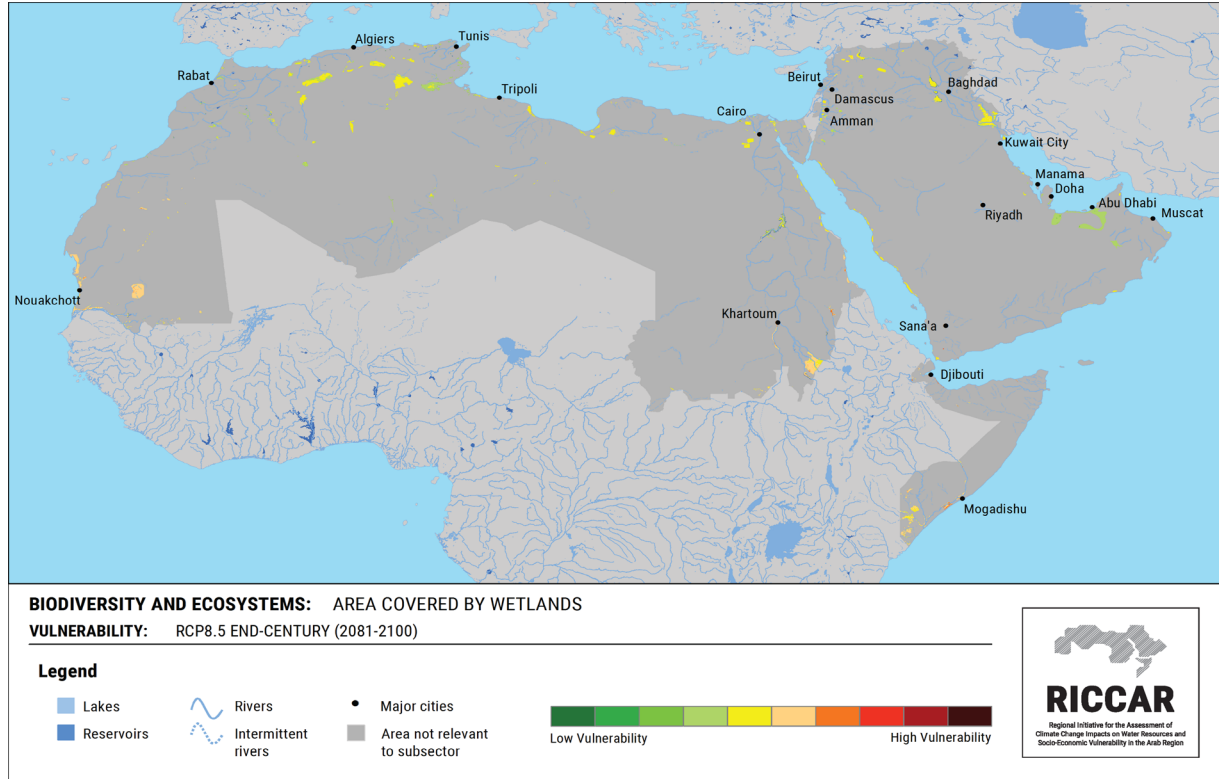 Algiers
Tunis
Rabat
Tripoli
Beirut
Baghdad
Damascus
Cairo
Amman
Kuwait City
Manama
Doha
Abu Dhabi
Riyadh
Muscat
Nouakchott
Khartoum
Sana'a
Djibouti
Mogadishu
BIODIVERSITY AND ECOSYSTEMS: AREA COVERED BY WETLANDS
VULNERABILITY: RCP8.5 END-CENTURY (2081-2100)
Legend
Lakes
Reservoirs
Rivers
Intermittent
rivers
Major cities
Area not relevant
to subsector
Low Vulnerability
High Vulnerability
RICCAR
Regional Initiative for the Assessment of
Climate Change Impacts on Water Resources and
Socio-Economic Vulnerability in the Arab Region